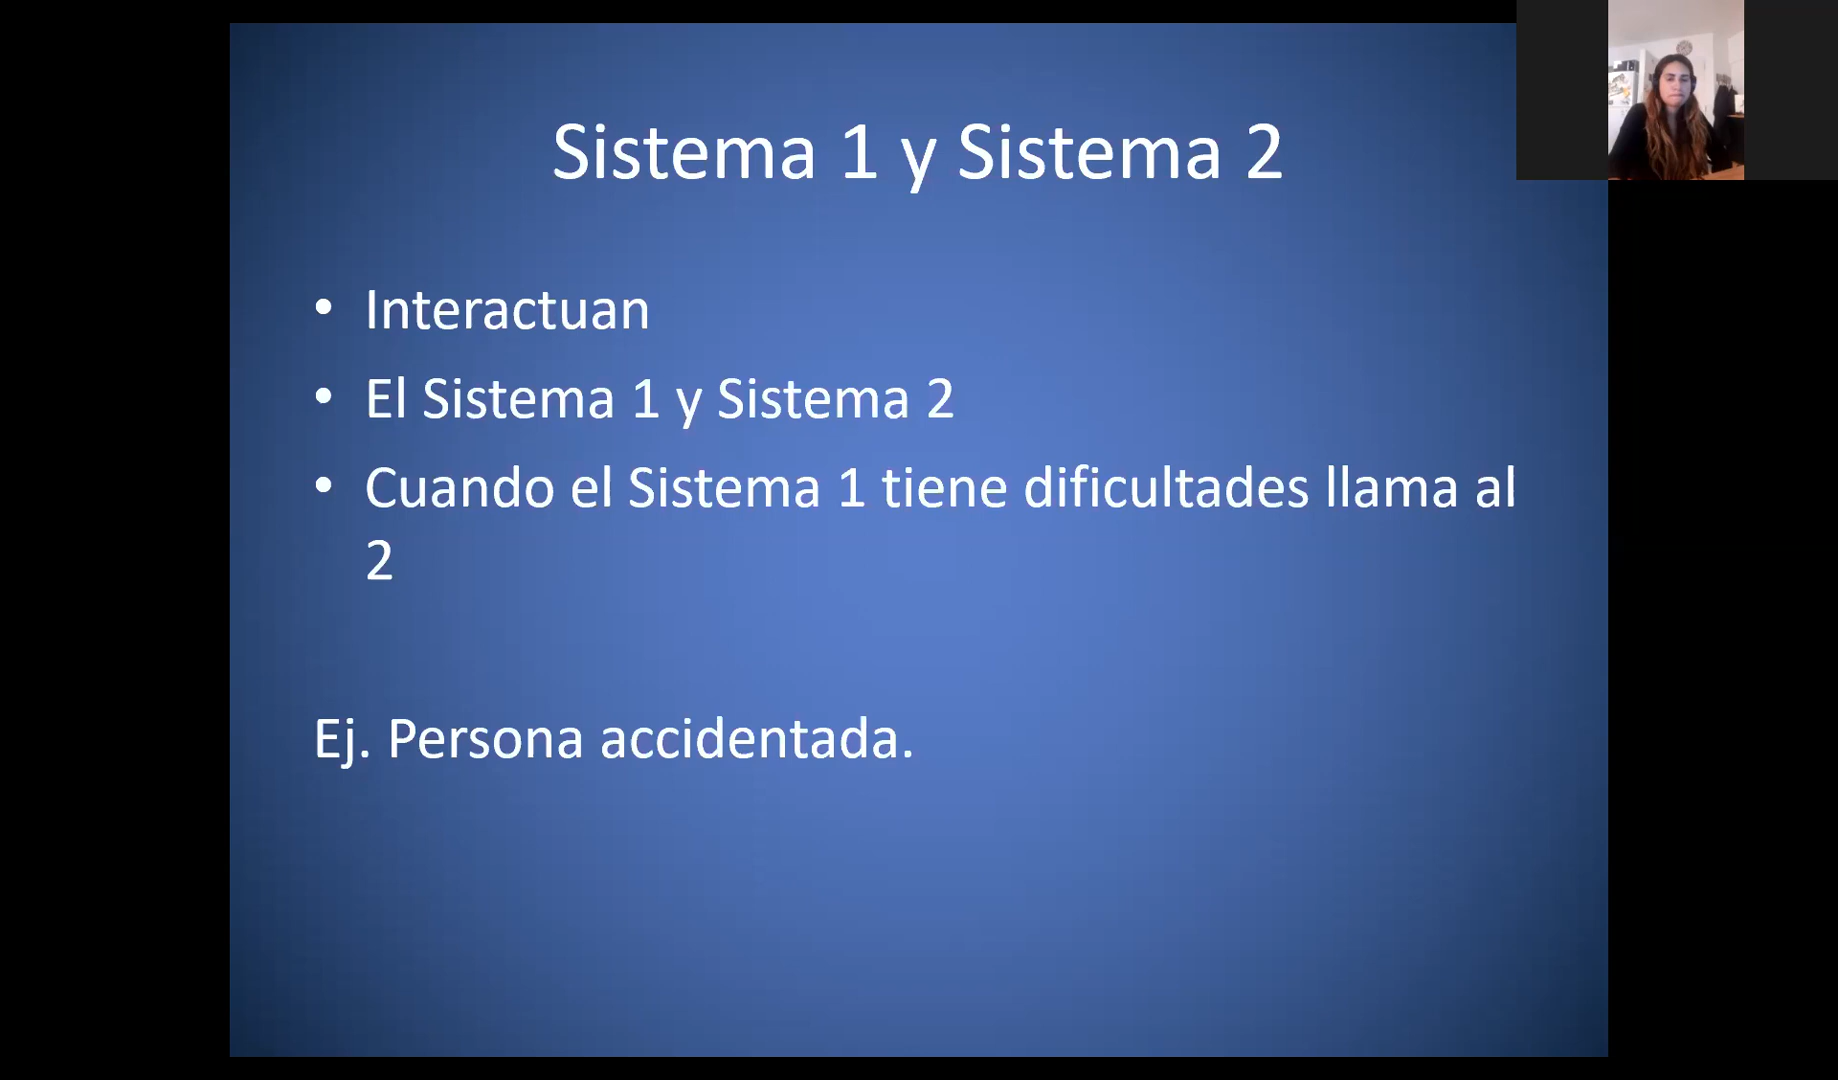 Sistema 1 y Sistema 2
• Interactuan
• El Sistema 1 y Sistema 2
• Cuando el Sistema 1 tiene dificultades llama al
2
Ej. Persona accidentada.